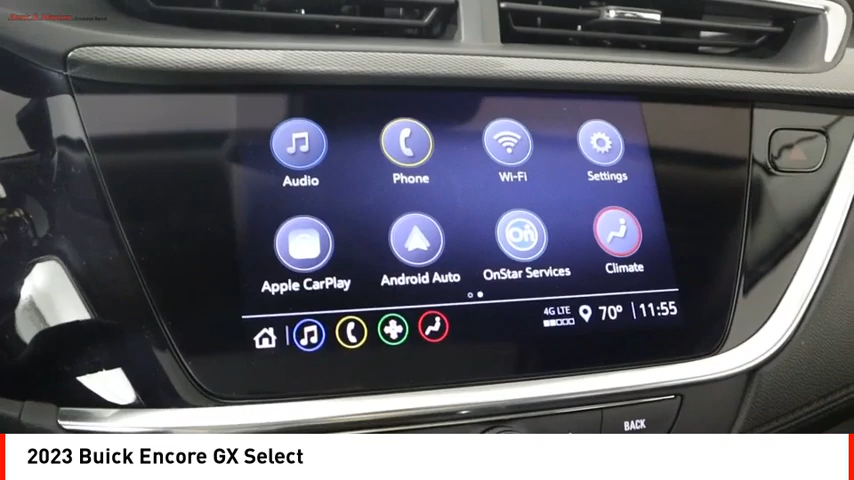 Audio Phone Wi-Fi Settings
Apple CarPlay Android Auto OnStar Services Climate
4G LTE 70° 11:55
BACK
2023 Buick Encore GX Select